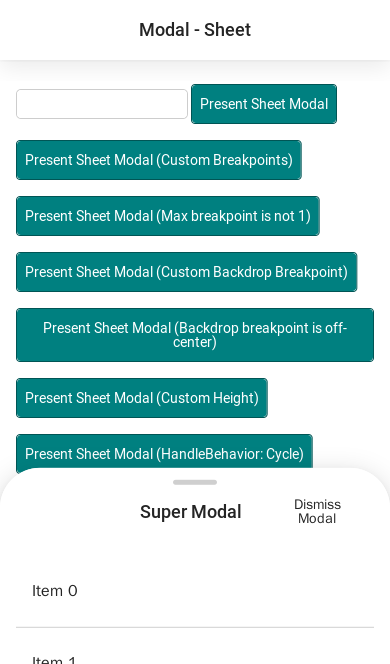 Modal - Sheet
Present Sheet Modal
Present Sheet Modal (Custom Breakpoints)
Present Sheet Modal (Max breakpoint is not 1)
Present Sheet Modal (Custom Backdrop Breakpoint)
Present Sheet Modal (Backdrop breakpoint is off-
center)
Present Sheet Modal (Custom Height)
Present Sheet Modal (HandleBehavior: Cycle)
Super Modal
Dismiss
Modal
Item 0
Item 1